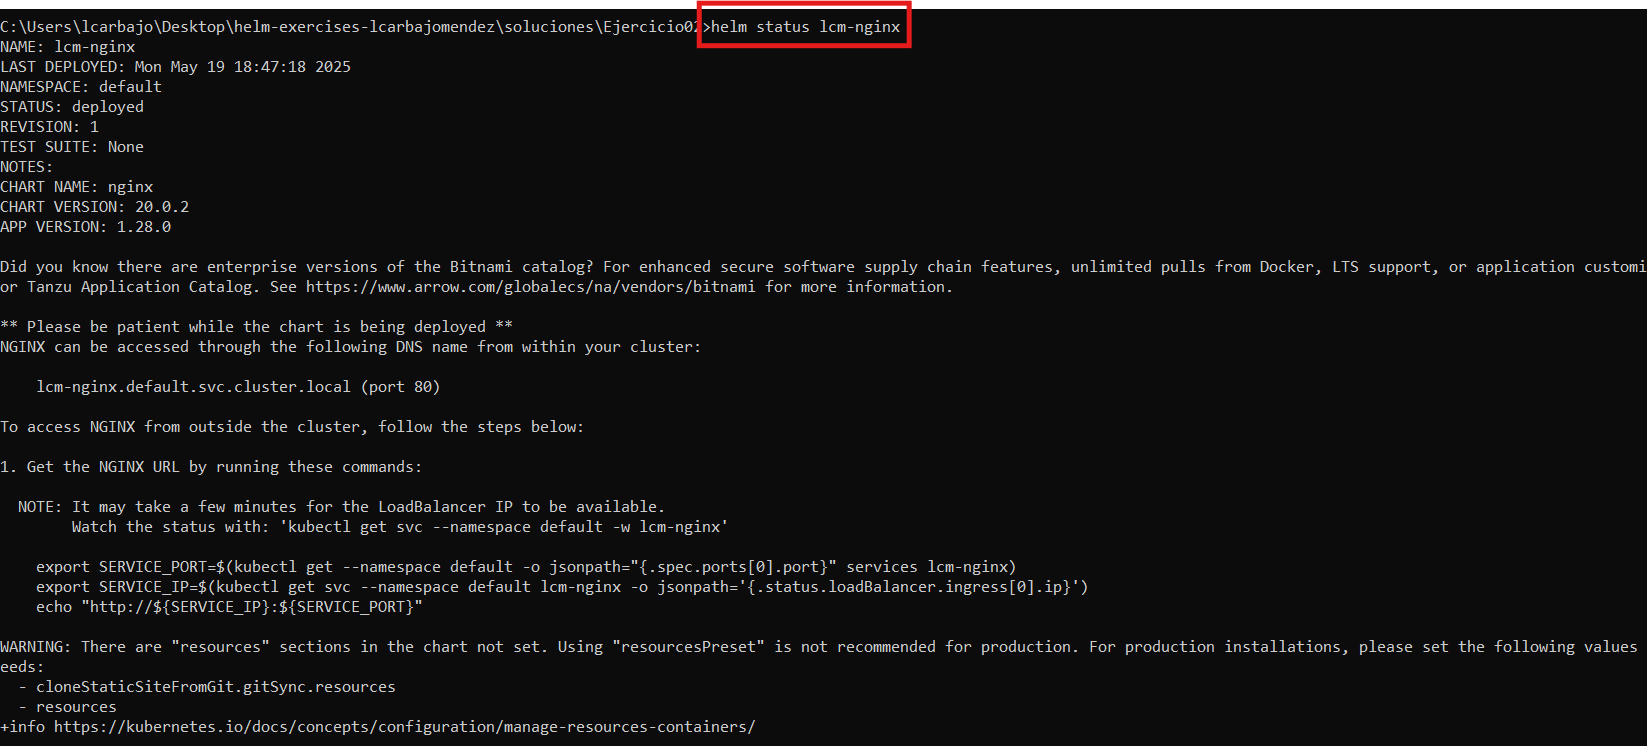 C:\Users\lcarbajo\Desktop\helm-exercises-lcarbajomendez\soluciones\Ejercicio02>helm status lcm-nginx
NAME: lcm-nginx
LAST DEPLOYED: Mon May 19 18:47:18 2025
NAMESPACE: default
STATUS: deployed
REVISION: 1
TEST SUITE: None
NOTES:
CHART NAME: nginx
CHART VERSION: 20.0.2
APP VERSION: 1.28.0
Did you know there are enterprise versions of the Bitnami catalog? For enhanced secure software supply chain features, unlimited pulls from Docker, LTS support, or application customi
or Tanzu Application Catalog. See https://www.arrow.com/globalecs/na/vendors/bitnami for more information.
** Please be patient while the chart is being deployed **
NGINX can be accessed through the following DNS name from within your cluster:
lcm-nginx.default.svc.cluster.local (port 80)
To access NGINX from outside the cluster, follow the steps below:
1. Get the NGINX URL by running these commands:
NOTE: It may take a few minutes for the LoadBalancer IP to be available.
Watch the status with: 'kubectl get svc --namespace default -w lcm-nginx'
export SERVICE_PORT=$(kubectl get --namespace default -o jsonpath="{.spec.ports[0].port}" services lcm-nginx)
export SERVICE_IP=$(kubectl get svc --namespace default lcm-nginx -o jsonpath='{.status.loadBalancer.ingress[0].ip}')
echo "http://${SERVICE_IP}:${SERVICE_PORT}"
WARNING: There are "resources" sections in the chart not set. Using "resourcesPreset" is not recommended for production. For production installations, please set the following values
eeds:
- cloneStaticSiteFromGit.gitSync.resources
- resources
+info https://kubernetes.io/docs/concepts/configuration/manage-resources-containers/